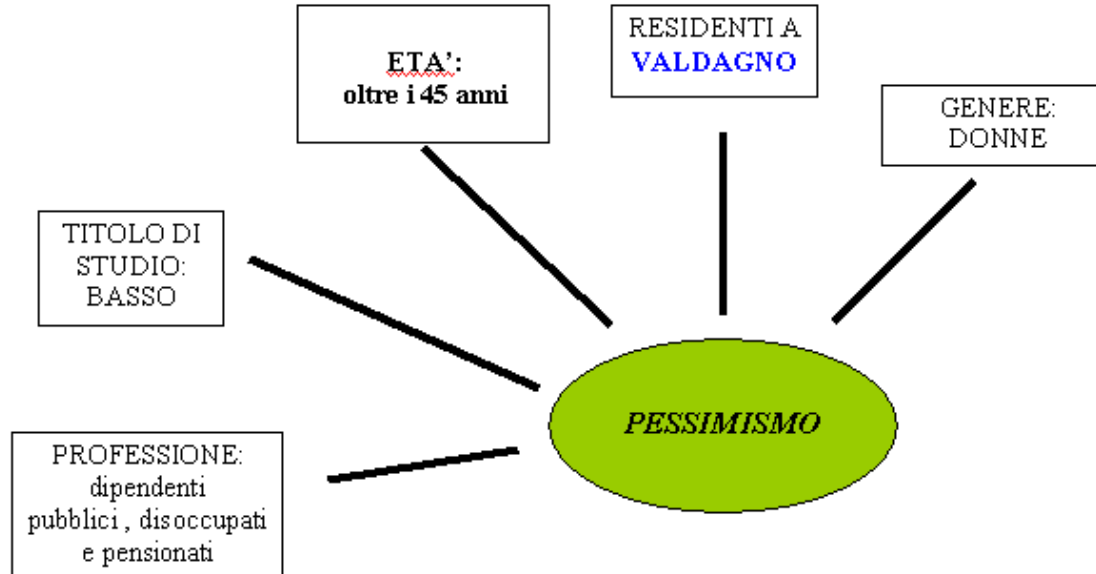 ETA’:
oltre i 45 anni
RESIDENTI A
VALDAGNO
GENERE:
DONNE
TITOLO DI
STUDIO:
BASSO
PESSIMISMO
PROFESSIONE:
dipendenti
pubblici , disoccupati
e pensionati